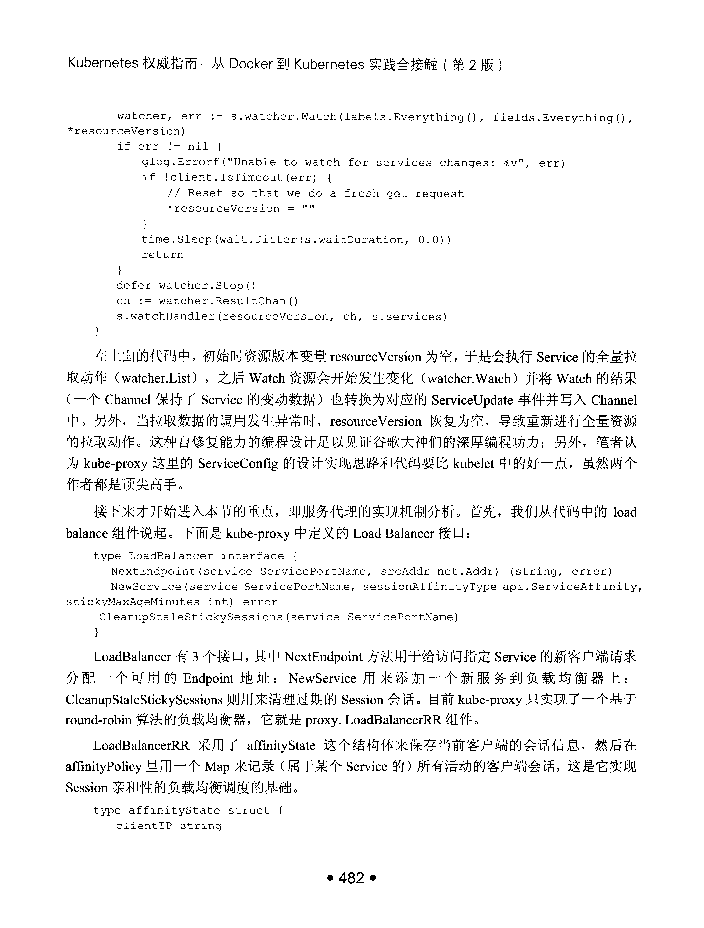 Kubernetes 权威指南：从 Docker 到 Kubernetes 实践全接触（第 2 版）
watcher, err := s.watcher.Watch(labels.Everything(), fields.Everything(),
*resourceVersion)
if err != nil {
glog.Errorf("Unable to watch for services changes: %v", err)
if !client.IsTimeout(err) {
// Reset so that we do a fresh get request
*resourceVersion = ""
}
time.Sleep(wait.Jitter(s.waitDuration, 0.0))
return
}
defer watcher.Stop()
ch := watcher.ResultChan()
s.watchHandler(resourceVersion, ch, s.services)
}
在上面的代码中，初始时资源版本变量 resourceVersion 为空，于是会执行 Service 的全量拉
取动作（watcher.List），之后 Watch 资源会开始发生变化（watcher.Watch）并将 Watch 的结果
（一个 Channel 保持了 Service 的变动数据）也转换为对应的 ServiceUpdate 事件并写入 Channel
中。另外，当拉取数据的调用发生异常时，resourceVersion 恢复为空，导致重新进行全量资源
的拉取动作。这种自修复能力的编程设计足以见证谷歌大神们的深厚编程功力；另外，笔者认
为 kube-proxy 这里的 ServiceConfig 的设计实现思路和代码要比 kubelet 中的好一点，虽然两个
作者都是顶尖高手。
接下来才开始进入本节的重点，即服务代理的实现机制分析。首先，我们从代码中的 load
balance 组件说起。下面是 kube-proxy 中定义的 Load Balancer 接口：
type LoadBalancer interface {
NextEndpoint(service ServicePortName, srcAddr net.Addr) (string, error)
NewService(service ServicePortName, sessionAffinityType api.ServiceAffinity,
stickyMaxAgeMinutes int) error
CleanupStaleStickySessions(service ServicePortName)
}
LoadBalancer 有 3 个接口，其中 NextEndpoint 方法用于给访问指定 Service 的新客户端请求
分配一个可用的 Endpoint 地址；NewService 用来添加一个新服务到负载均衡器上；
CleanupStaleStickySessions 则用来清理过期的 Session 会话。目前 kube-proxy 只实现了一个基于
round-robin 算法的负载均衡器，它就是 proxy. LoadBalancerRR 组件。
LoadBalancerRR 采用了 affinityState 这个结构体来保存当前客户端的会话信息，然后在
affinityPolicy 里用一个 Map 来记录（属于某个 Service 的）所有活动的客户端会话，这是它实现
Session 亲和性的负载均衡调度的基础。
type affinityState struct {
clientIP string
• 482 •